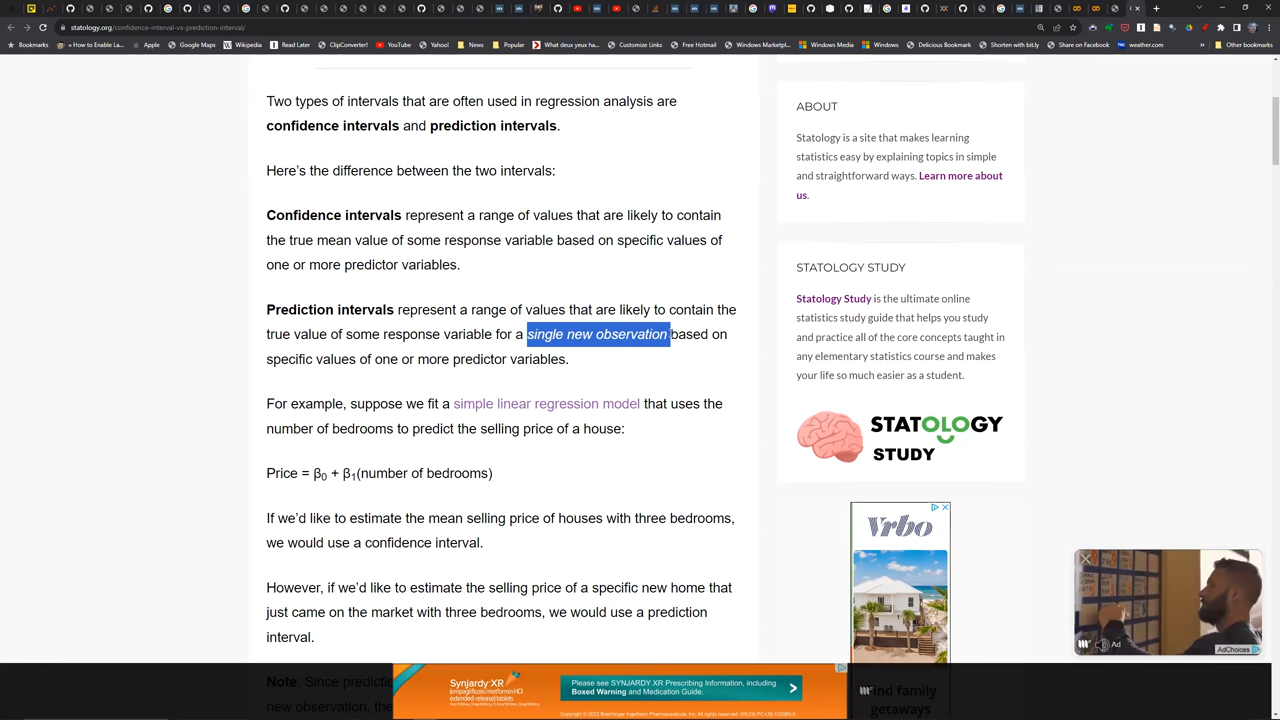 statology.org/confidence-interval-vs-prediction-interval/
Bookmarks
» How to Enable La...
Apple
Google Maps
Wikipedia
Read Later
ClipConverter!
YouTube
Yahoo!
News
Popular
What deux yeux ha...
Customize Links
Free Hotmail
Windows Marketpl...
Windows Media
Windows
Delicious Bookmark
Shorten with bit.ly
Share on Facebook
weather.com
»
Other bookmarks
Two types of intervals that are often used in regression analysis are
confidence intervals and prediction intervals.
Here's the difference between the two intervals:
Confidence intervals represent a range of values that are likely to contain
the true mean value of some response variable based on specific values of
one or more predictor variables.
Prediction intervals represent a range of values that are likely to contain the
true value of some response variable for a single new observation based on
specific values of one or more predictor variables.
For example, suppose we fit a simple linear regression model that uses the
number of bedrooms to predict the selling price of a house:
Price = β0 + β1(number of bedrooms)
If we'd like to estimate the mean selling price of houses with three bedrooms,
we would use a confidence interval.
However, if we'd like to estimate the selling price of a specific new home that
just came on the market with three bedrooms, we would use a prediction
interval.
Note: Since predictio
new observation, the
ABOUT
Statology is a site that makes learning
statistics easy by explaining topics in simple
and straightforward ways. Learn more about
us.
STATOLOGY STUDY
Statology Study is the ultimate online
statistics study guide that helps you study
and practice all of the core concepts taught in
any elementary statistics course and makes
your life so much easier as a student.
STATOLOGY
STUDY
Vrbo
find family
getaways
Ad
AdChoices
Synjardy XR
(empagliflozin/metformin HCl
extended-release) tablets
Please see SYNJARDY XR Prescribing Information, including
Boxed Warning and Medication Guide.